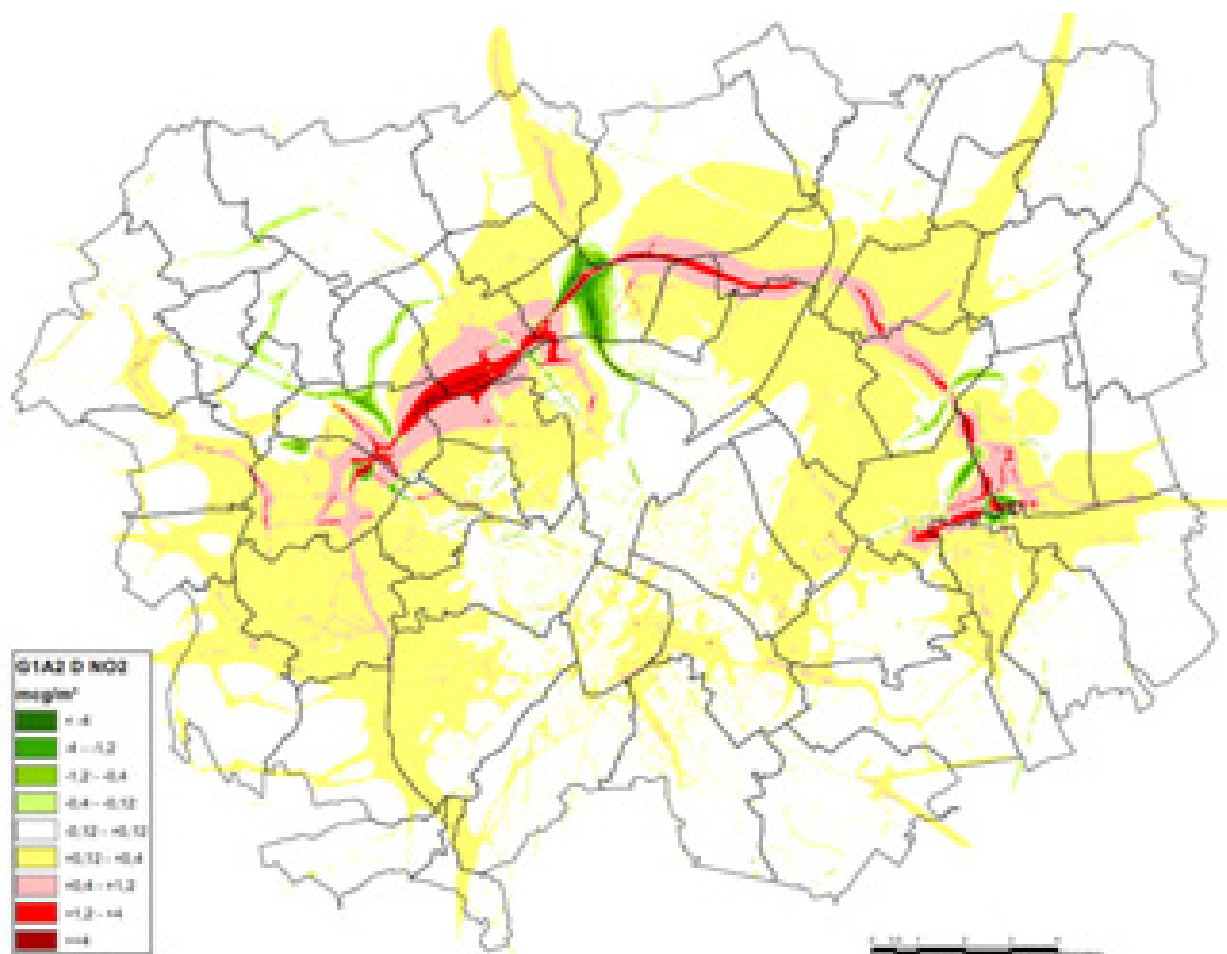 G1A2 D NO2
mcg/m³
< -4
-4 - -1,2
-1,2 - -0,4
-0,4 - -0,12
-0,12 - +0,12
+0,12 - +0,4
+0,4 - +1,2
+1,2 - +4
>+4